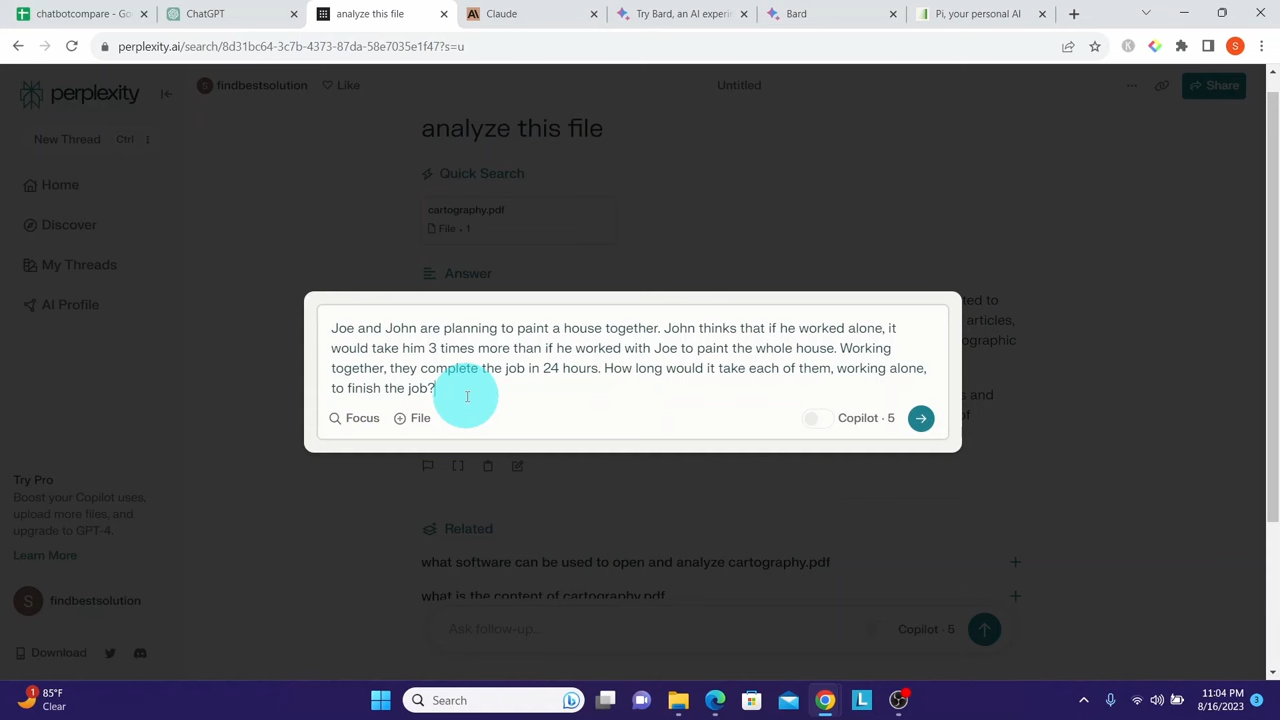 chatbotcompare - Go
ChatGPT
analyze this file
Claude
Try Bard, an AI experi
Bard
Pi, your personal AI
perplexity.ai/search/8d31bc64-3c7b-4373-87da-58e7035e1f47?s=u
K
S
perplexity
findbestsolution
Like
Untitled
Share
New Thread
Ctrl
Home
Discover
My Threads
AI Profile
analyze this file
Quick Search
cartography.pdf
File · 1
Answer
ted to
articles,
ographic
s and
of
Joe and John are planning to paint a house together. John thinks that if he worked alone, it
would take him 3 times more than if he worked with Joe to paint the whole house. Working
together, they complete the job in 24 hours. How long would it take each of them, working alone,
to finish the job?
Focus
File
Copilot · 5
Related
what software can be used to open and analyze cartography.pdf
what is the content of cartography.pdf
Ask follow-up...
Copilot · 5
Try Pro
Boost your Copilot uses,
upload more files, and
upgrade to GPT-4.
Learn More
S
findbestsolution
Download
1
85°F
Clear
Search
L
11:04 PM
8/16/2023
3